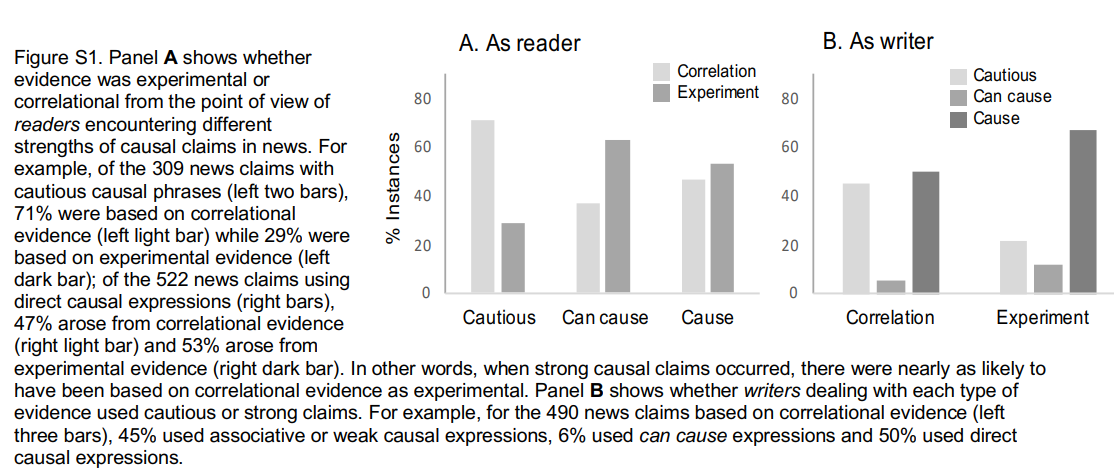 Figure S1. Panel A shows whether
evidence was experimental or
correlational from the point of view of
readers encountering different
strengths of causal claims in news. For
example, of the 309 news claims with
cautious causal phrases (left two bars),
71% were based on correlational
evidence (left light bar) while 29% were
based on experimental evidence (left
dark bar); of the 522 news claims using
direct causal expressions (right bars),
47% arose from correlational evidence
(right light bar) and 53% arose from
experimental evidence (right dark bar). In other words, when strong causal claims occurred, there were nearly as likely to
have been based on correlational evidence as experimental. Panel B shows whether writers dealing with each type of
evidence used cautious or strong claims. For example, for the 490 news claims based on correlational evidence (left
three bars), 45% used associative or weak causal expressions, 6% used can cause expressions and 50% used direct
causal expressions.
A. As reader
Correlation
Experiment
% Instances
80
60
40
20
0
Cautious Can cause Cause
B. As writer
Cautious
Can cause
Cause
80
60
40
20
0
Correlation Experiment